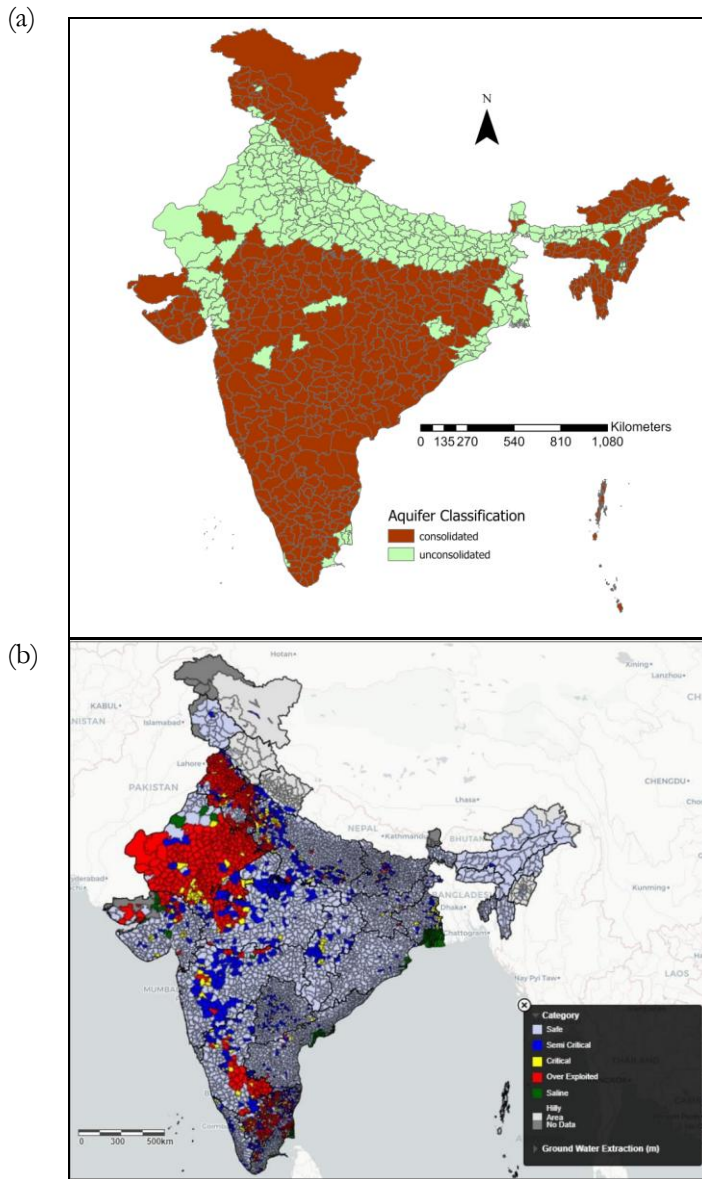 (a)
N
Kilometers
0 135 270 540 810 1,080
Aquifer Classification
consolidated
unconsolidated
(b)
Hotan•
Xining•
Lanzhou•
KABUL•
Islamabad•
Lahore•
PAKISTAN
CHENGDU
Lhasa•
NEPAL
•Kathmandu
BHUTAN
BANGLADESH
•Dhaka
Chattogram
Kunming•
Nay Pyi Taw•
LAOS
MUMBAI
Category
Safe
Semi Critical
Critical
Over Exploited
Saline
Hilly
Area
No Data
Ground Water Extraction (m)
0 300 500km